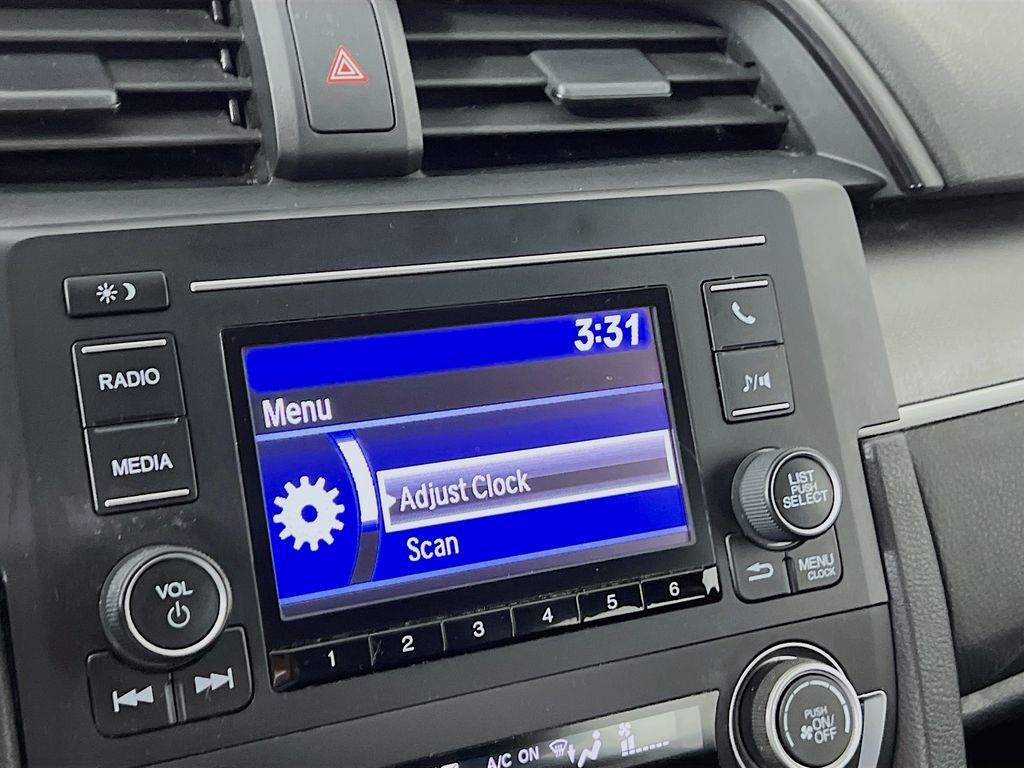 3:31
RADIO
Menu
MEDIA
Adjust Clock
LIST
PUSH
SELECT
Scan
MENU
CLOCK
VOL
1 2 3 4 5 6
PUSH
ON/
OFF
A/C ON